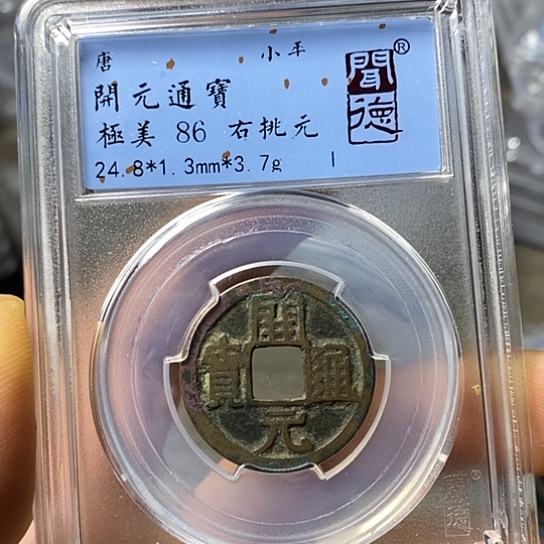 唐 小平
開元通寶
極美 86 右挑元
24.8*1.3mm*3.7g
聞德®
開元通寶